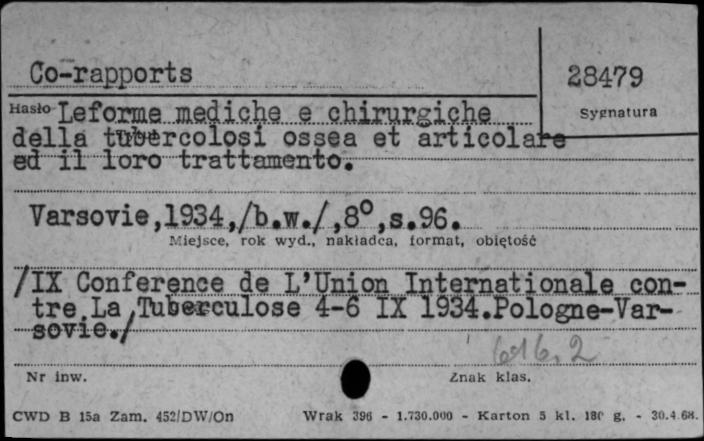 Co-rapports
28479
Hasło Leforme mediche e chirurgiche
Sygnatura
della tubercolosi ossea et articolare
ed il loro trattamento.
Varsovie,1934,/b.w./,8°,s.96.
Miejsce, rok wyd., nakładca, format, objętość
/IX Conference de L'Union Internationale con-
tre La Tuberculose 4-6 IX 1934.Pologne-Var-
sovie./
616.2
Nr inw.
Znak klas.
CWD B 15a Zam. 452/DW/On
Wrak 396 - 1.730.000 - Karton 5 kl. 180 g. - 30.4.68.